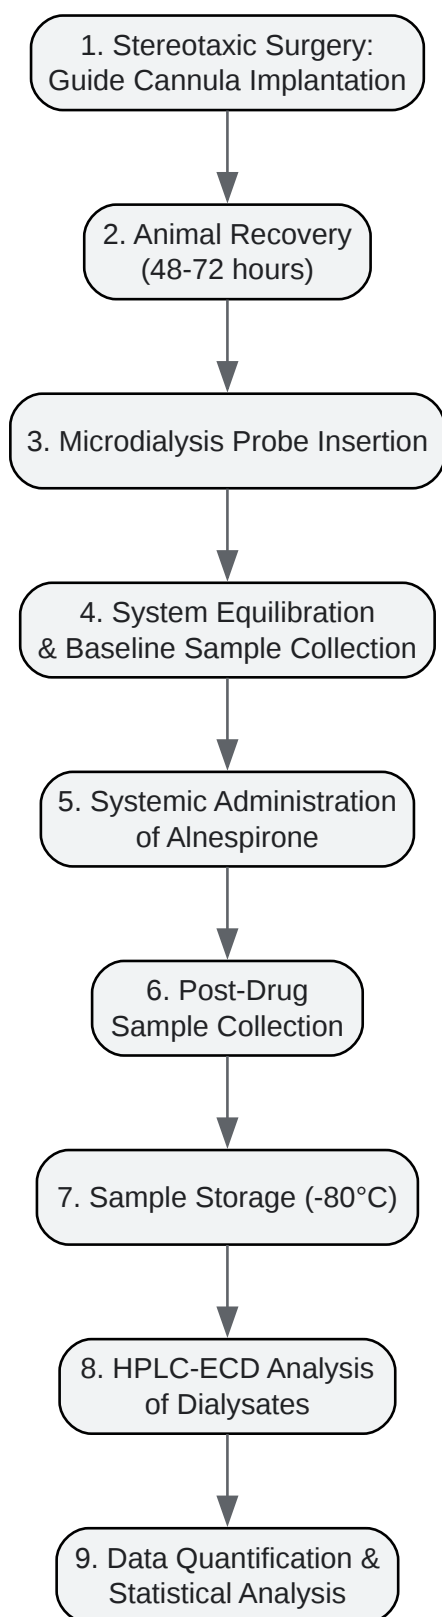 1. Stereotaxic Surgery:
Guide Cannula Implantation
2. Animal Recovery
(48-72 hours)
3. Microdialysis Probe Insertion
4. System Equilibration
& Baseline Sample Collection
5. Systemic Administration
of Alnespirone
6. Post-Drug
Sample Collection
7. Sample Storage (-80°C)
8. HPLC-ECD Analysis
of Dialysates
9. Data Quantification &
Statistical Analysis